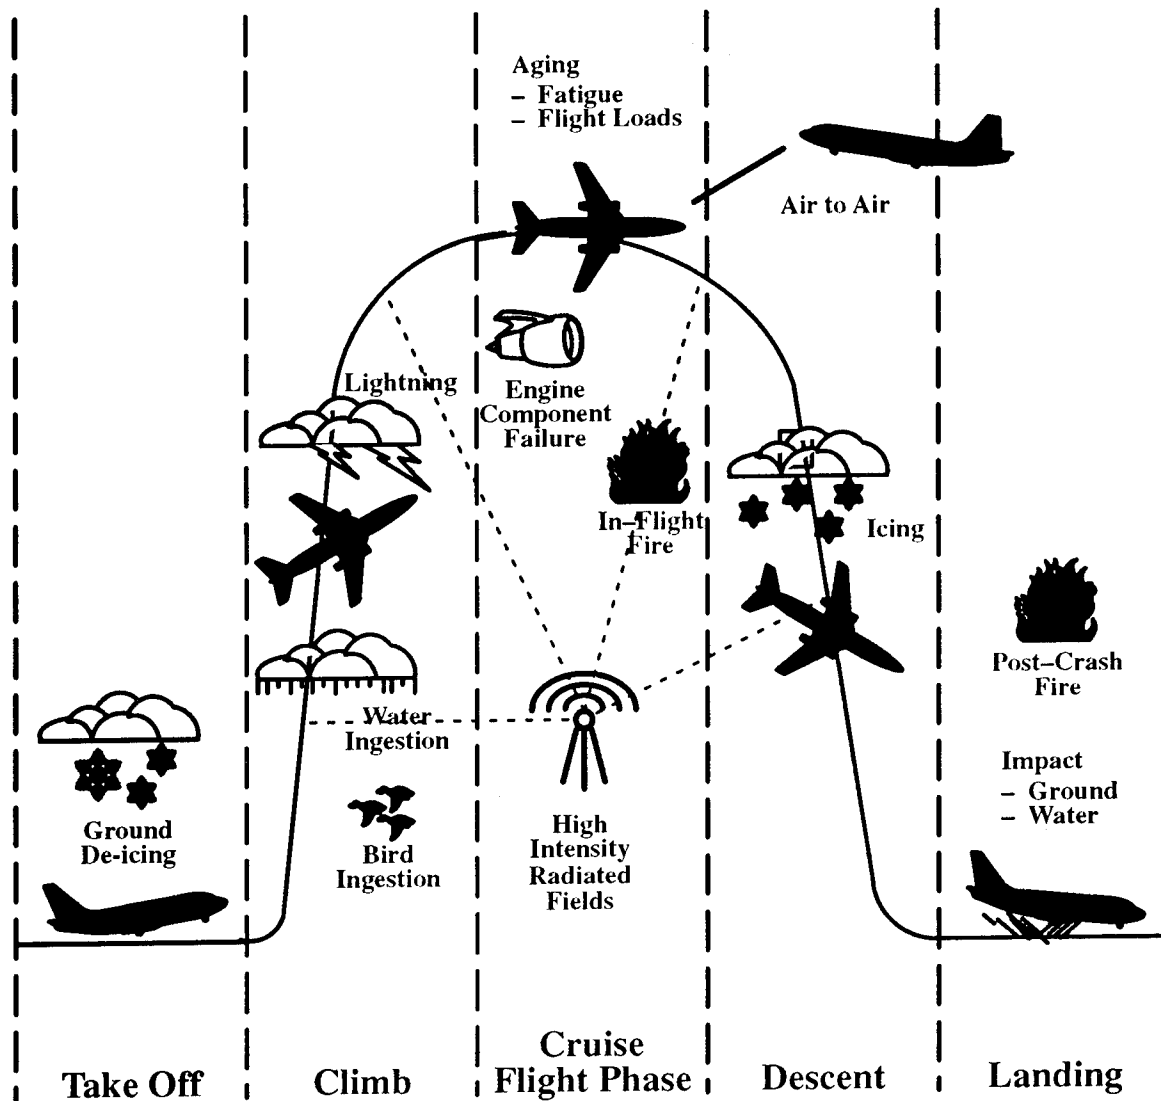 Aging
– Fatigue
– Flight Loads
Air to Air
Lightning
Engine
Component
Failure
In–Flight
Fire
Icing
Post–Crash
Fire
Water
Ingestion
Impact
– Ground
– Water
Ground
De-icing
Bird
Ingestion
High
Intensity
Radiated
Fields
Take Off
Climb
Cruise
Flight Phase
Descent
Landing